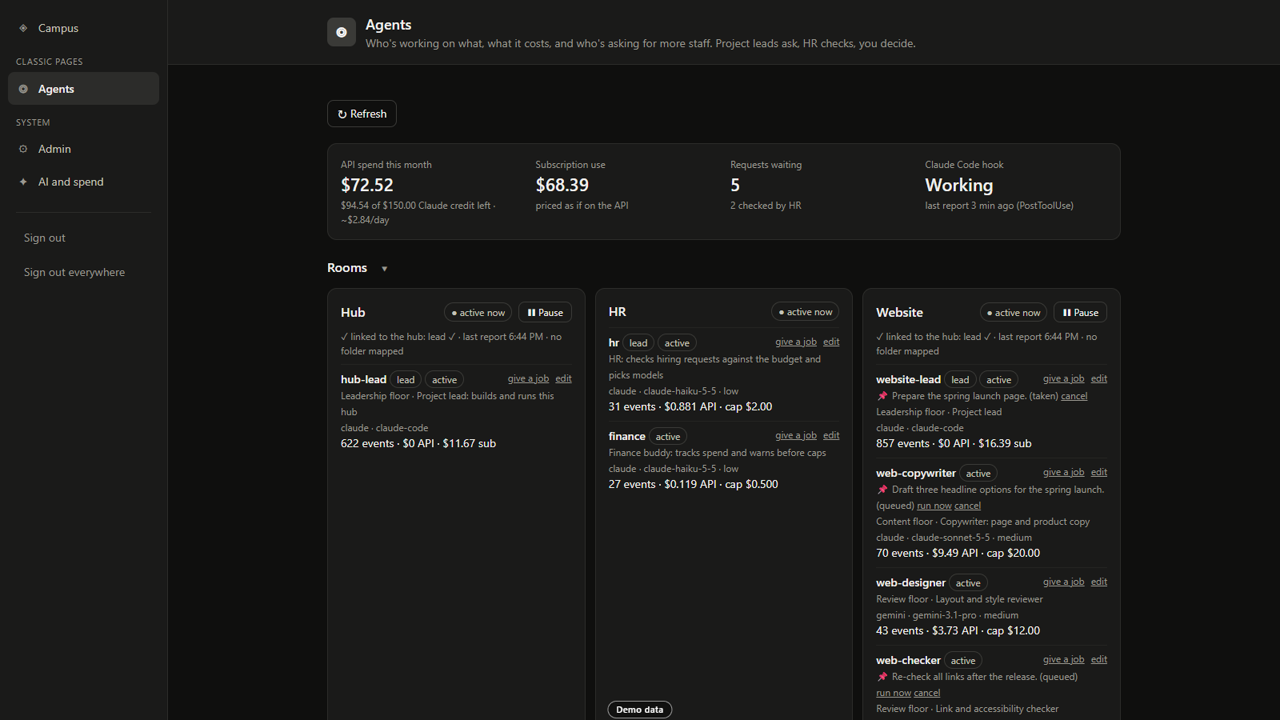 Campus
CLASSIC PAGES
Agents
SYSTEM
Admin
AI and spend
Sign out
Sign out everywhere
Agents
Who's working on what, what it costs, and who's asking for more staff. Project leads ask, HR checks, you decide.
↻ Refresh
API spend this month
$72.52
$94.54 of $150.00 Claude credit left ·
~$2.84/day
Subscription use
$68.39
priced as if on the API
Requests waiting
5
2 checked by HR
Claude Code hook
Working
last report 3 min ago (PostToolUse)
Rooms ▾
Hub
● active now
Pause
✓ linked to the hub: lead ✓ · last report 6:44 PM · no
folder mapped
hub-lead lead active give a job edit
Leadership floor · Project lead: builds and runs this
hub
claude · claude-code
622 events · $0 API · $11.67 sub
HR
● active now
hr lead active give a job edit
HR: checks hiring requests against the budget and
picks models
claude · claude-haiku-5-5 · low
31 events · $0.881 API · cap $2.00
finance active give a job edit
Finance buddy: tracks spend and warns before caps
claude · claude-haiku-5-5 · low
27 events · $0.119 API · cap $0.500
Demo data
Website
● active now
Pause
✓ linked to the hub: lead ✓ · last report 6:44 PM · no
folder mapped
website-lead lead active give a job edit
📌 Prepare the spring launch page. (taken) cancel
Leadership floor · Project lead
claude · claude-code
857 events · $0 API · $16.39 sub
web-copywriter active give a job edit
📌 Draft three headline options for the spring launch.
(queued) run now cancel
Content floor · Copywriter: page and product copy
claude · claude-sonnet-5-5 · medium
70 events · $9.49 API · cap $20.00
web-designer active give a job edit
Review floor · Layout and style reviewer
gemini · gemini-3.1-pro · medium
43 events · $3.73 API · cap $12.00
web-checker active give a job edit
📌 Re-check all links after the release. (queued)
run now cancel
Review floor · Link and accessibility checker